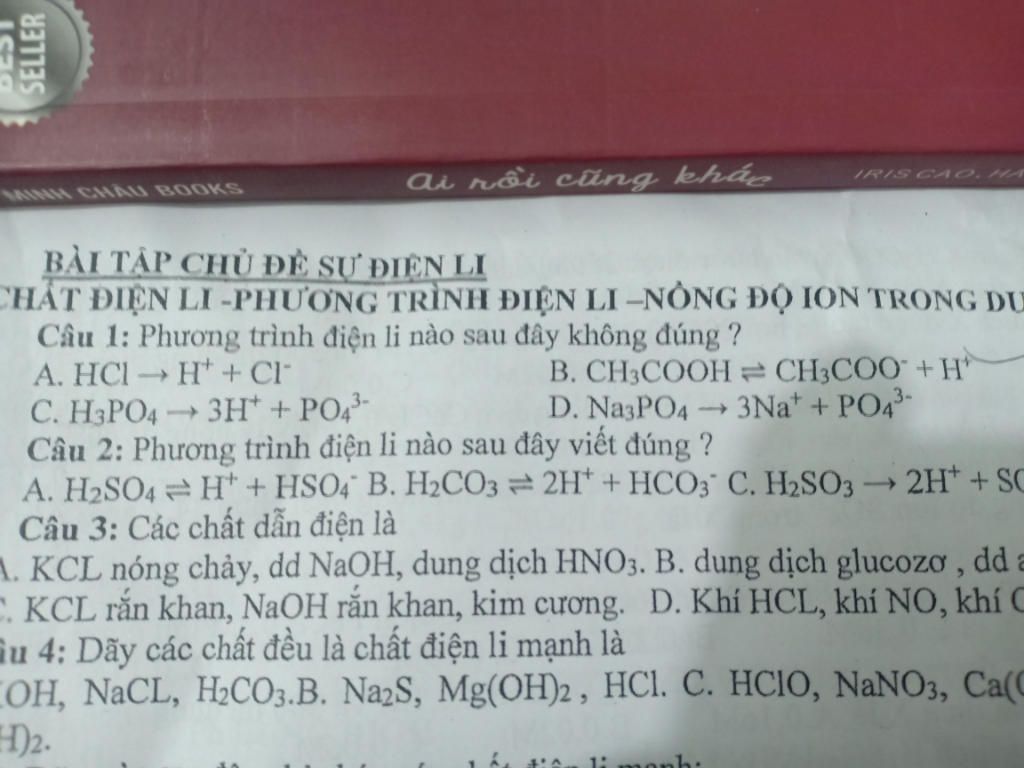 BEST
SELLER
MINH CHÂU BOOKS ai rồi cũng khác IRIS CAO, HA
BÀI TẬP CHỦ ĐỀ SỰ ĐIỆN LI
CHẤT ĐIỆN LI -PHƯƠNG TRÌNH ĐIỆN LI –NỒNG ĐỘ ION TRONG DU
Câu 1: Phương trình điện li nào sau đây không đúng ?
A. HCl → H⁺ + Cl⁻ B. CH₃COOH ⇌ CH₃COO⁻ + H⁺
C. H₃PO₄ → 3H⁺ + PO₄³⁻ D. Na₃PO₄ → 3Na⁺ + PO₄³⁻
Câu 2: Phương trình điện li nào sau đây viết đúng ?
A. H₂SO₄ ⇌ H⁺ + HSO₄⁻ B. H₂CO₃ ⇌ 2H⁺ + HCO₃⁻ C. H₂SO₃ → 2H⁺ + SO
Câu 3: Các chất dẫn điện là
A. KCL nóng chảy, dd NaOH, dung dịch HNO₃. B. dung dịch glucozơ , dd a
C. KCL rắn khan, NaOH rắn khan, kim cương. D. Khí HCL, khí NO, khí O
âu 4: Dãy các chất đều là chất điện li mạnh là
KOH, NaCL, H₂CO₃.B. Na₂S, Mg(OH)₂ , HCl. C. HClO, NaNO₃, Ca(O
H)₂.